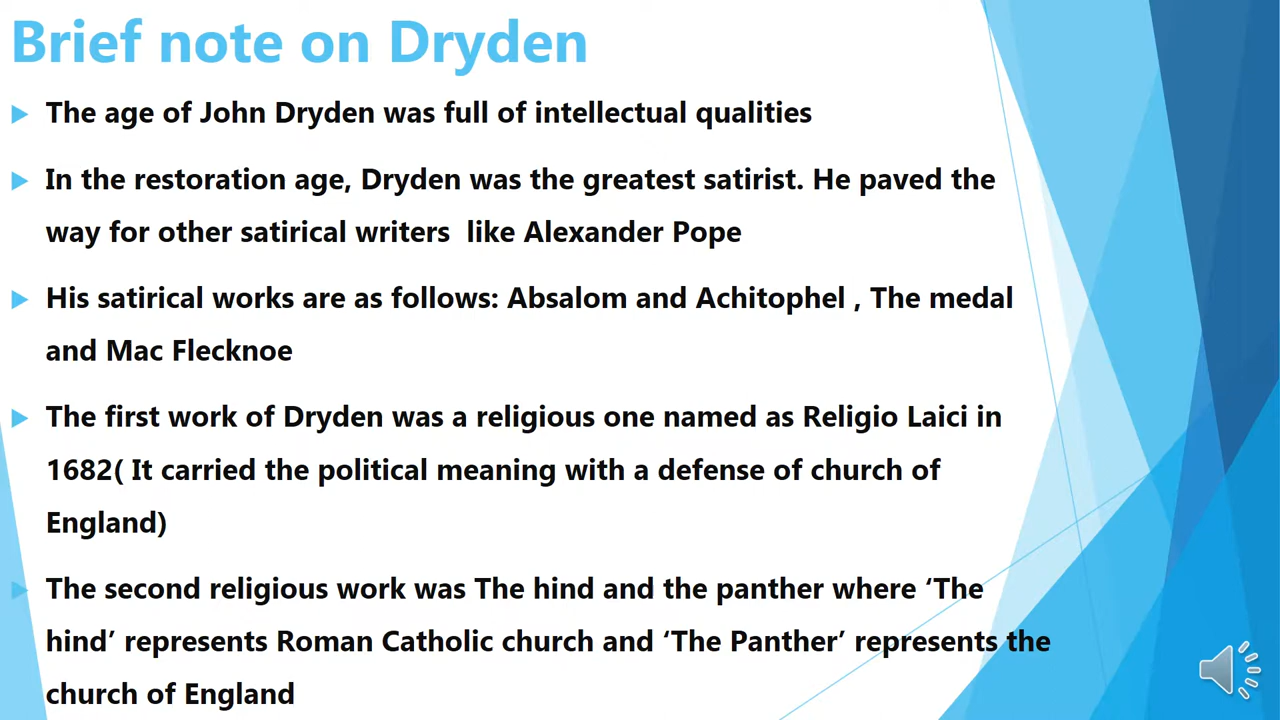 Brief note on Dryden
The age of John Dryden was full of intellectual qualities
In the restoration age, Dryden was the greatest satirist. He paved the
way for other satirical writers  like Alexander Pope
His satirical works are as follows: Absalom and Achitophel , The medal
and Mac Flecknoe
The first work of Dryden was a religious one named as Religio Laici in
1682( It carried the political meaning with a defense of church of
England)
The second religious work was The hind and the panther where ‘The
hind’ represents Roman Catholic church and ‘The Panther’ represents the
church of England